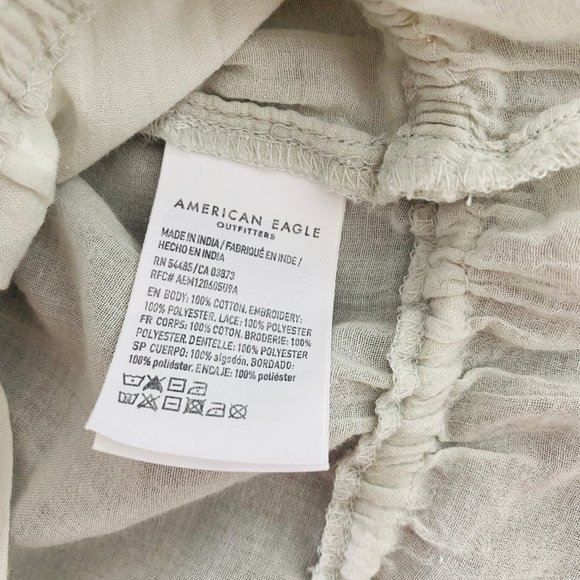 AMERICAN EAGLE
OUTFITTERS
MADE IN INDIA / FABRIQUÉ EN INDE /
HECHO EN INDIA
RN 54485 / CA 03873
RFC# AEM120605U9A
EN BODY: 100% COTTON. EMBROIDERY:
100% POLYESTER. LACE: 100% POLYESTER
FR CORPS: 100% COTON. BRODERIE: 100%
POLYESTER. DENTELLE: 100% POLYESTER
SP CUERPO: 100% algodón. BORDADO:
100% poliéster. ENCAJE: 100% poliéster